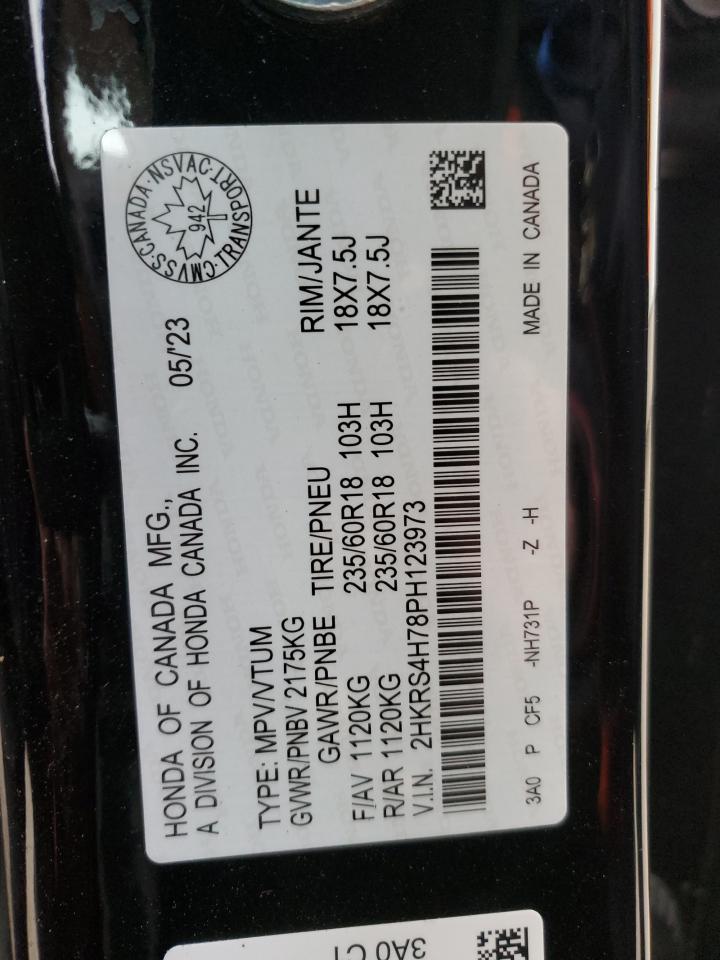 HONDA OF CANADA MFG.,
A DIVISION OF HONDA CANADA INC. 05/'23
CMVSS·CANADA·NSVAC·TRANSPORT·
942
TYPE: MPV/VTUM
GVWR/PNBV 2175KG
GAWR/PNBE TIRE/PNEU RIM/JANTE
F/AV 1120KG 235/60R18 103H 18X7.5J
R/AR 1120KG 235/60R18 103H 18X7.5J
V.I.N. 2HKRS4H78PH123973
3A0 P CF5 -NH731P -Z -H MADE IN CANADA
3A0